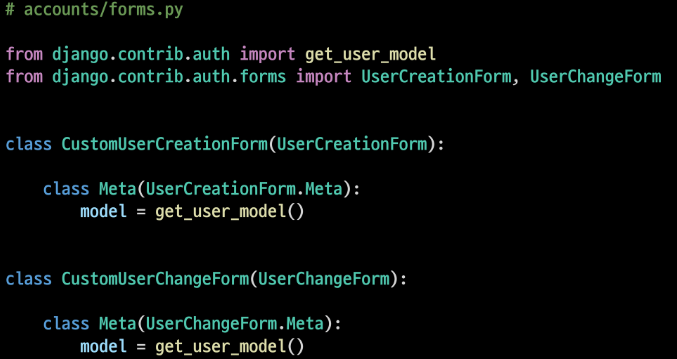 # accounts/forms.py
from django.contrib.auth import get_user_model
from django.contrib.auth.forms import UserCreationForm, UserChangeForm
class CustomUserCreationForm(UserCreationForm):
class Meta(UserCreationForm.Meta):
model = get_user_model()
class CustomUserChangeForm(UserChangeForm):
class Meta(UserChangeForm.Meta):
model = get_user_model()